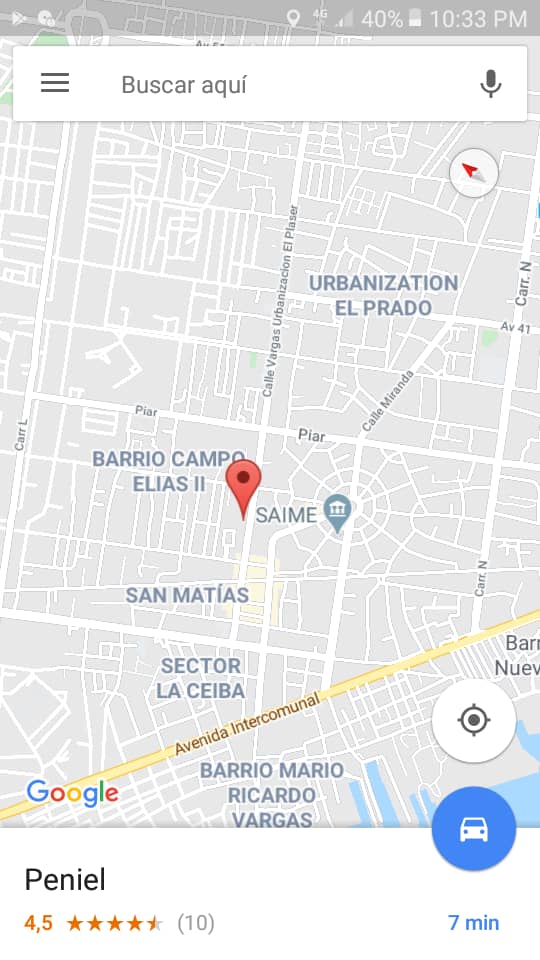 4G 40% 10:33 PM
Buscar aquí
Calle Vargas Urbanizacion El Plaser
URBANIZATION
EL PRADO
Carr. N
Av 41
Calle Miranda
Carr L
Piar
Piar
BARRIO CAMPO
ELIAS II
SAIME
SAN MATÍAS
Carr. N
Barr
Nuev
SECTOR
LA CEIBA
Avenida Intercomunal
BARRIO MARIO
RICARDO
VARGAS
Google
Peniel
4,5 (10)
7 min